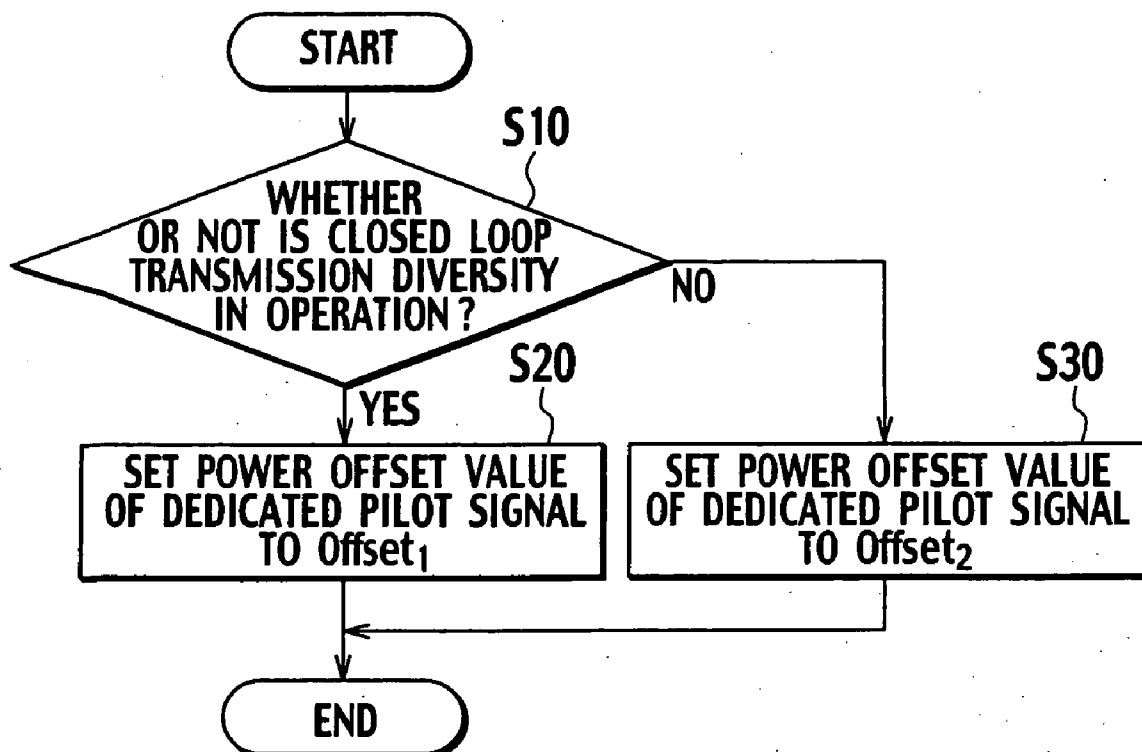 START
S10
WHETHER
OR NOT IS CLOSED LOOP
TRANSMISSION DIVERSITY
IN OPERATION?
NO
YES
S20
SET POWER OFFSET VALUE
OF DEDICATED PILOT SIGNAL
TO Offset₁
S30
SET POWER OFFSET VALUE
OF DEDICATED PILOT SIGNAL
TO Offset₂
END